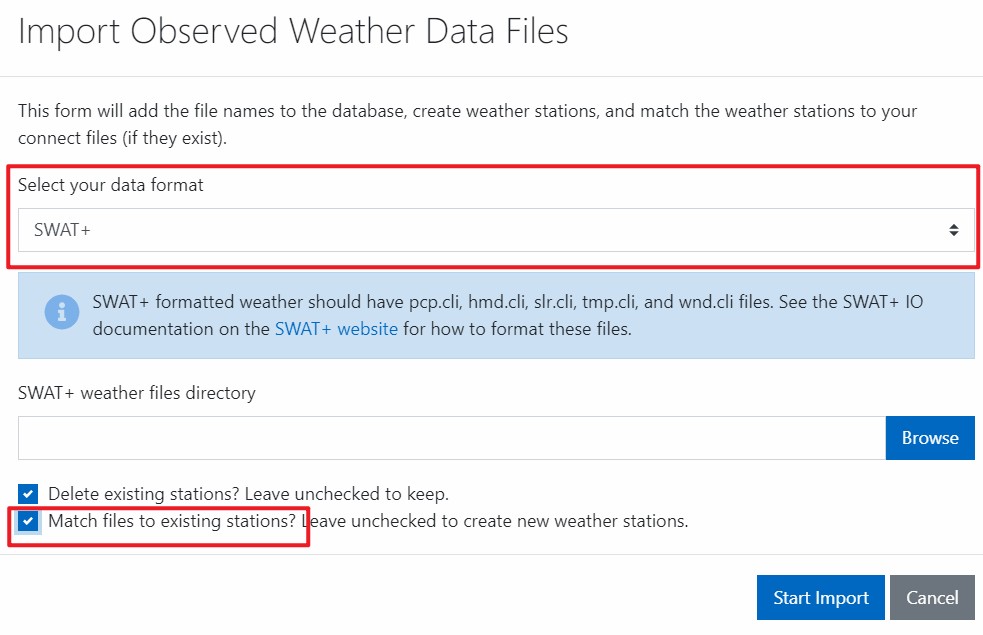 Import Observed Weather Data Files
This form will add the file names to the database, create weather stations, and match the weather stations to your
connect files (if they exist).
Select your data format
SWAT+
SWAT+ formatted weather should have pcp.cli, hmd.cli, slr.cli, tmp.cli, and wnd.cli files. See the SWAT+ IO
documentation on the SWAT+ website for how to format these files.
SWAT+ weather files directory
Browse
Delete existing stations? Leave unchecked to keep.
Match files to existing stations? Leave unchecked to create new weather stations.
Start Import Cancel